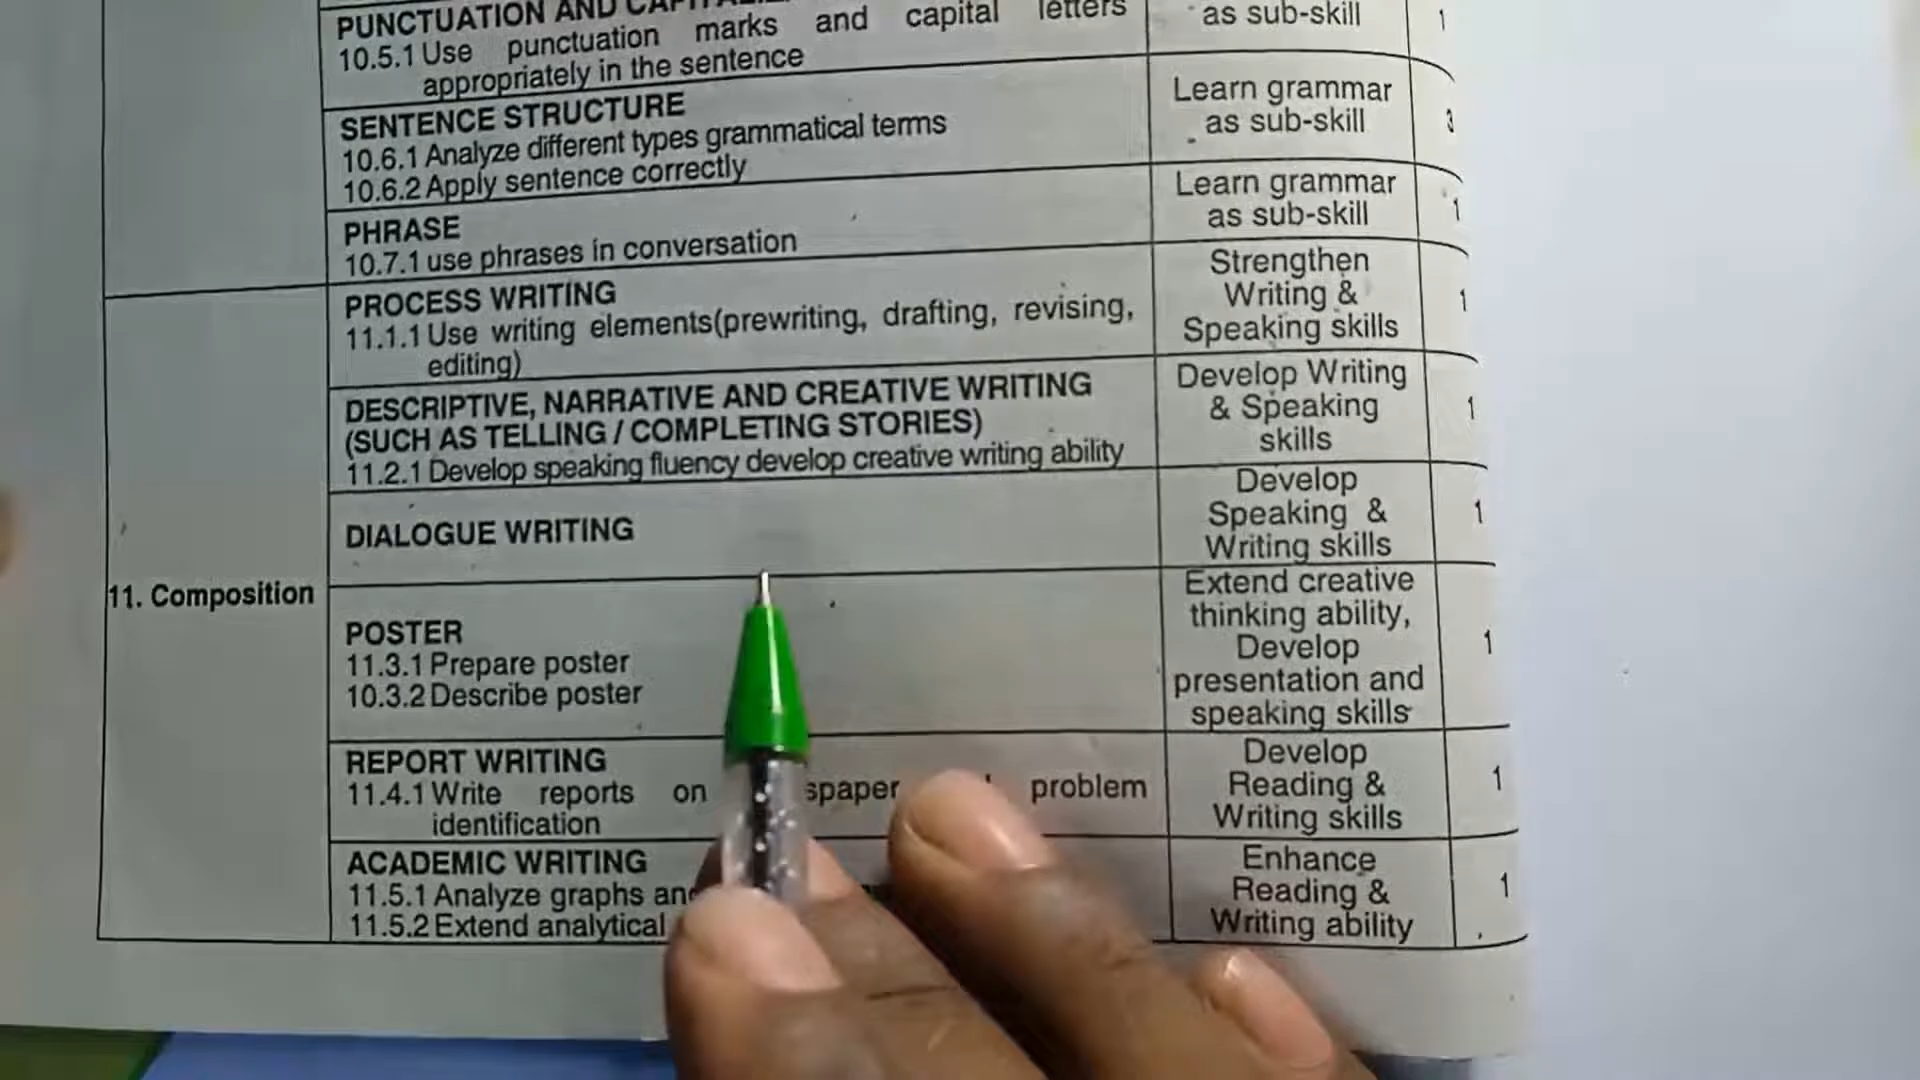 PUNCTUATION AND
10.5.1 Use punctuation marks and capital letters
appropriately in the sentence
as sub-skill
1
SENTENCE STRUCTURE
10.6.1 Analyze different types grammatical terms
10.6.2 Apply sentence correctly
Learn grammar
as sub-skill
3
PHRASE
10.7.1 use phrases in conversation
Learn grammar
as sub-skill
1
11. Composition
PROCESS WRITING
11.1.1 Use writing elements(prewriting, drafting, revising,
editing)
Strengthen
Writing &
Speaking skills
1
DESCRIPTIVE, NARRATIVE AND CREATIVE WRITING
(SUCH AS TELLING / COMPLETING STORIES)
11.2.1 Develop speaking fluency develop creative writing ability
Develop Writing
& Speaking
skills
1
DIALOGUE WRITING
Develop
Speaking &
Writing skills
1
POSTER
11.3.1 Prepare poster
10.3.2 Describe poster
Extend creative
thinking ability,
Develop
presentation and
speaking skills
1
REPORT WRITING
11.4.1 Write reports on problem
identification
Develop
Reading &
Writing skills
1
ACADEMIC WRITING
11.5.1 Analyze graphs
11.5.2 Extend analytical
Enhance
Reading &
Writing ability
1